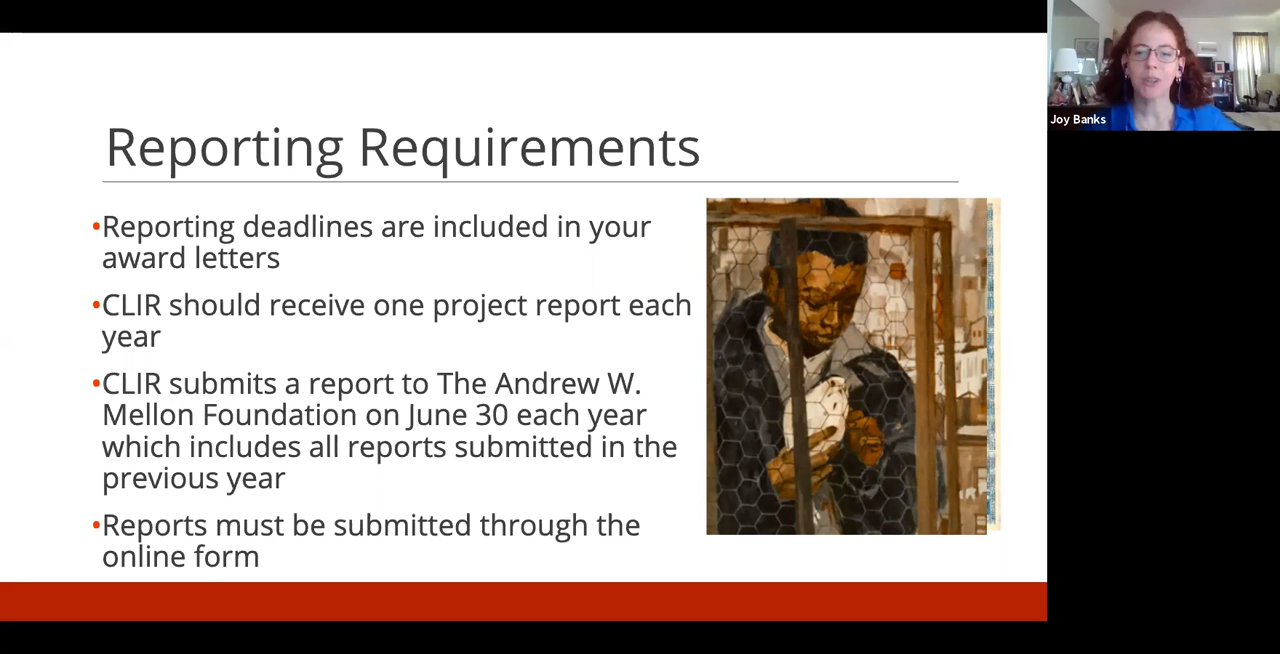 Reporting Requirements
•Reporting deadlines are included in your
award letters
•CLIR should receive one project report each
year
•CLIR submits a report to The Andrew W.
Mellon Foundation on June 30 each year
which includes all reports submitted in the
previous year
•Reports must be submitted through the
online form
Joy Banks